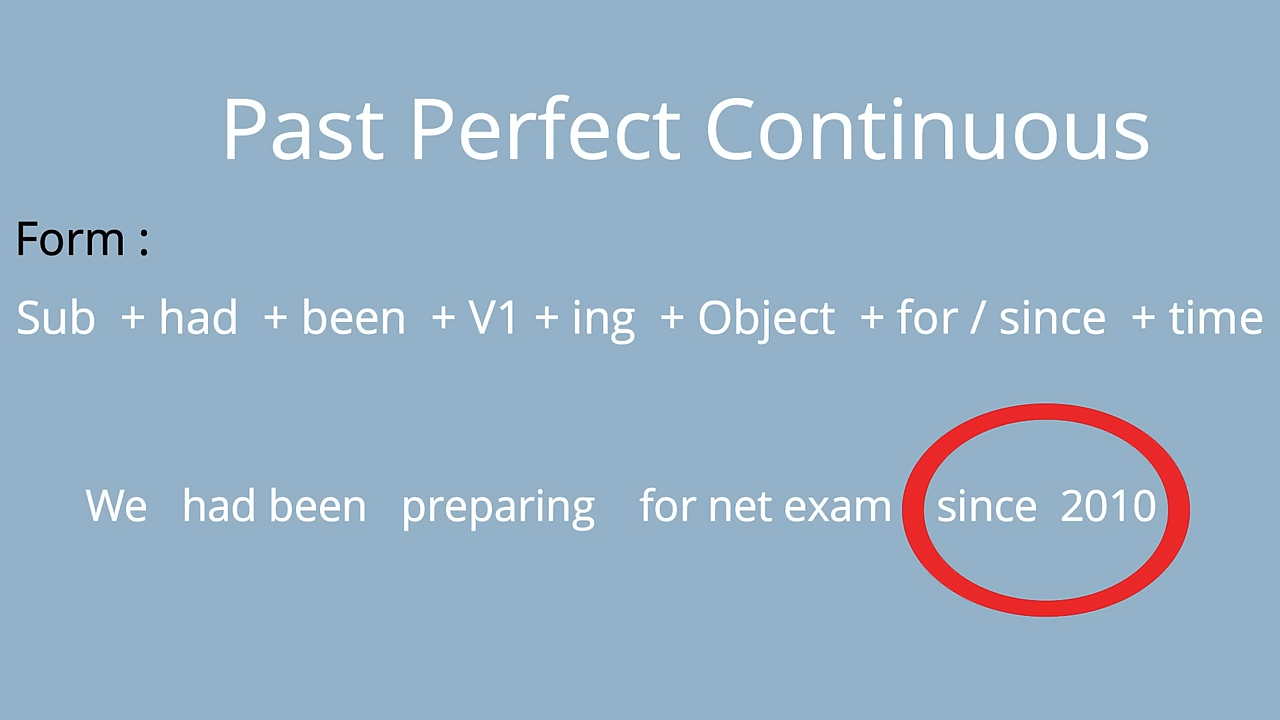 Past Perfect Continuous
Form :
Sub + had + been + V1 + ing + Object + for / since + time
We had been preparing for net exam since 2010